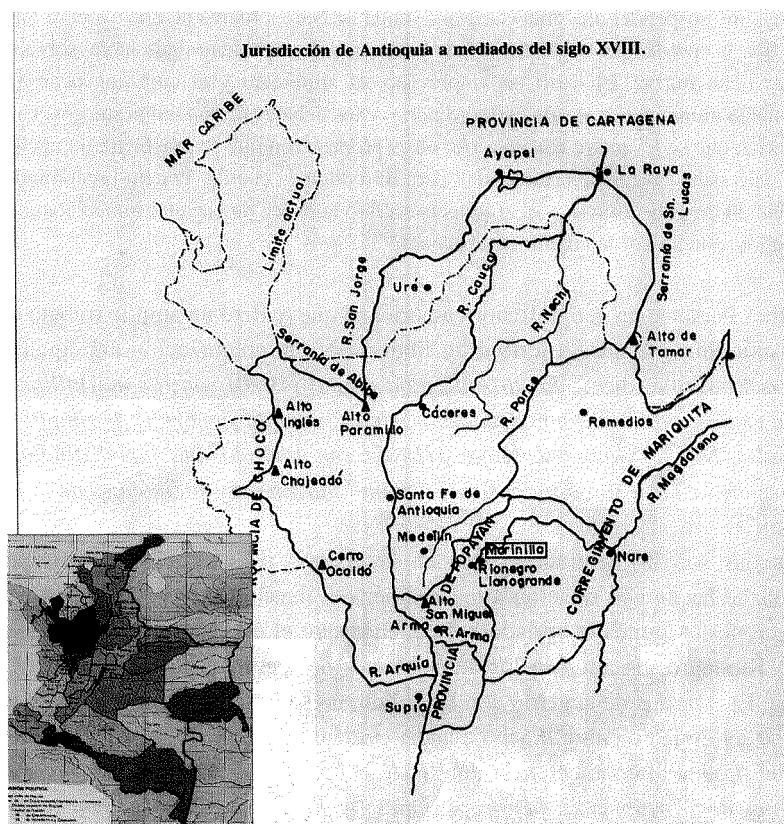 Jurisdicción de Antioquia a mediados del siglo XVIII.
MAR CARIBE
PROVINCIA DE CARTAGENA
Ayapel
La Raya
Límite actual
Serranía de Sn.
Lucas
R. San Jorge
Uré
R. Cauca
R. Nechí
Serranía de Abibe
Alto de
Tamar
Alto
Inglés
Alto
Paramillo
Cáceres
R. Porce
Remedios
PROVINCIA DE CHOCO
CORREGIMIENTO DE MARIQUITA
R. Magdalena
Alto
Chajeadó
Santa Fe de
Antioquia
Medellín
DE POPAYAN
Marinilla
Nare
Cerro
Ocaidó
Rionegro
Llanogrande
Alto
San Miguel
Arma
R. Arma
R. Arquía
PROVINCIA
Supía